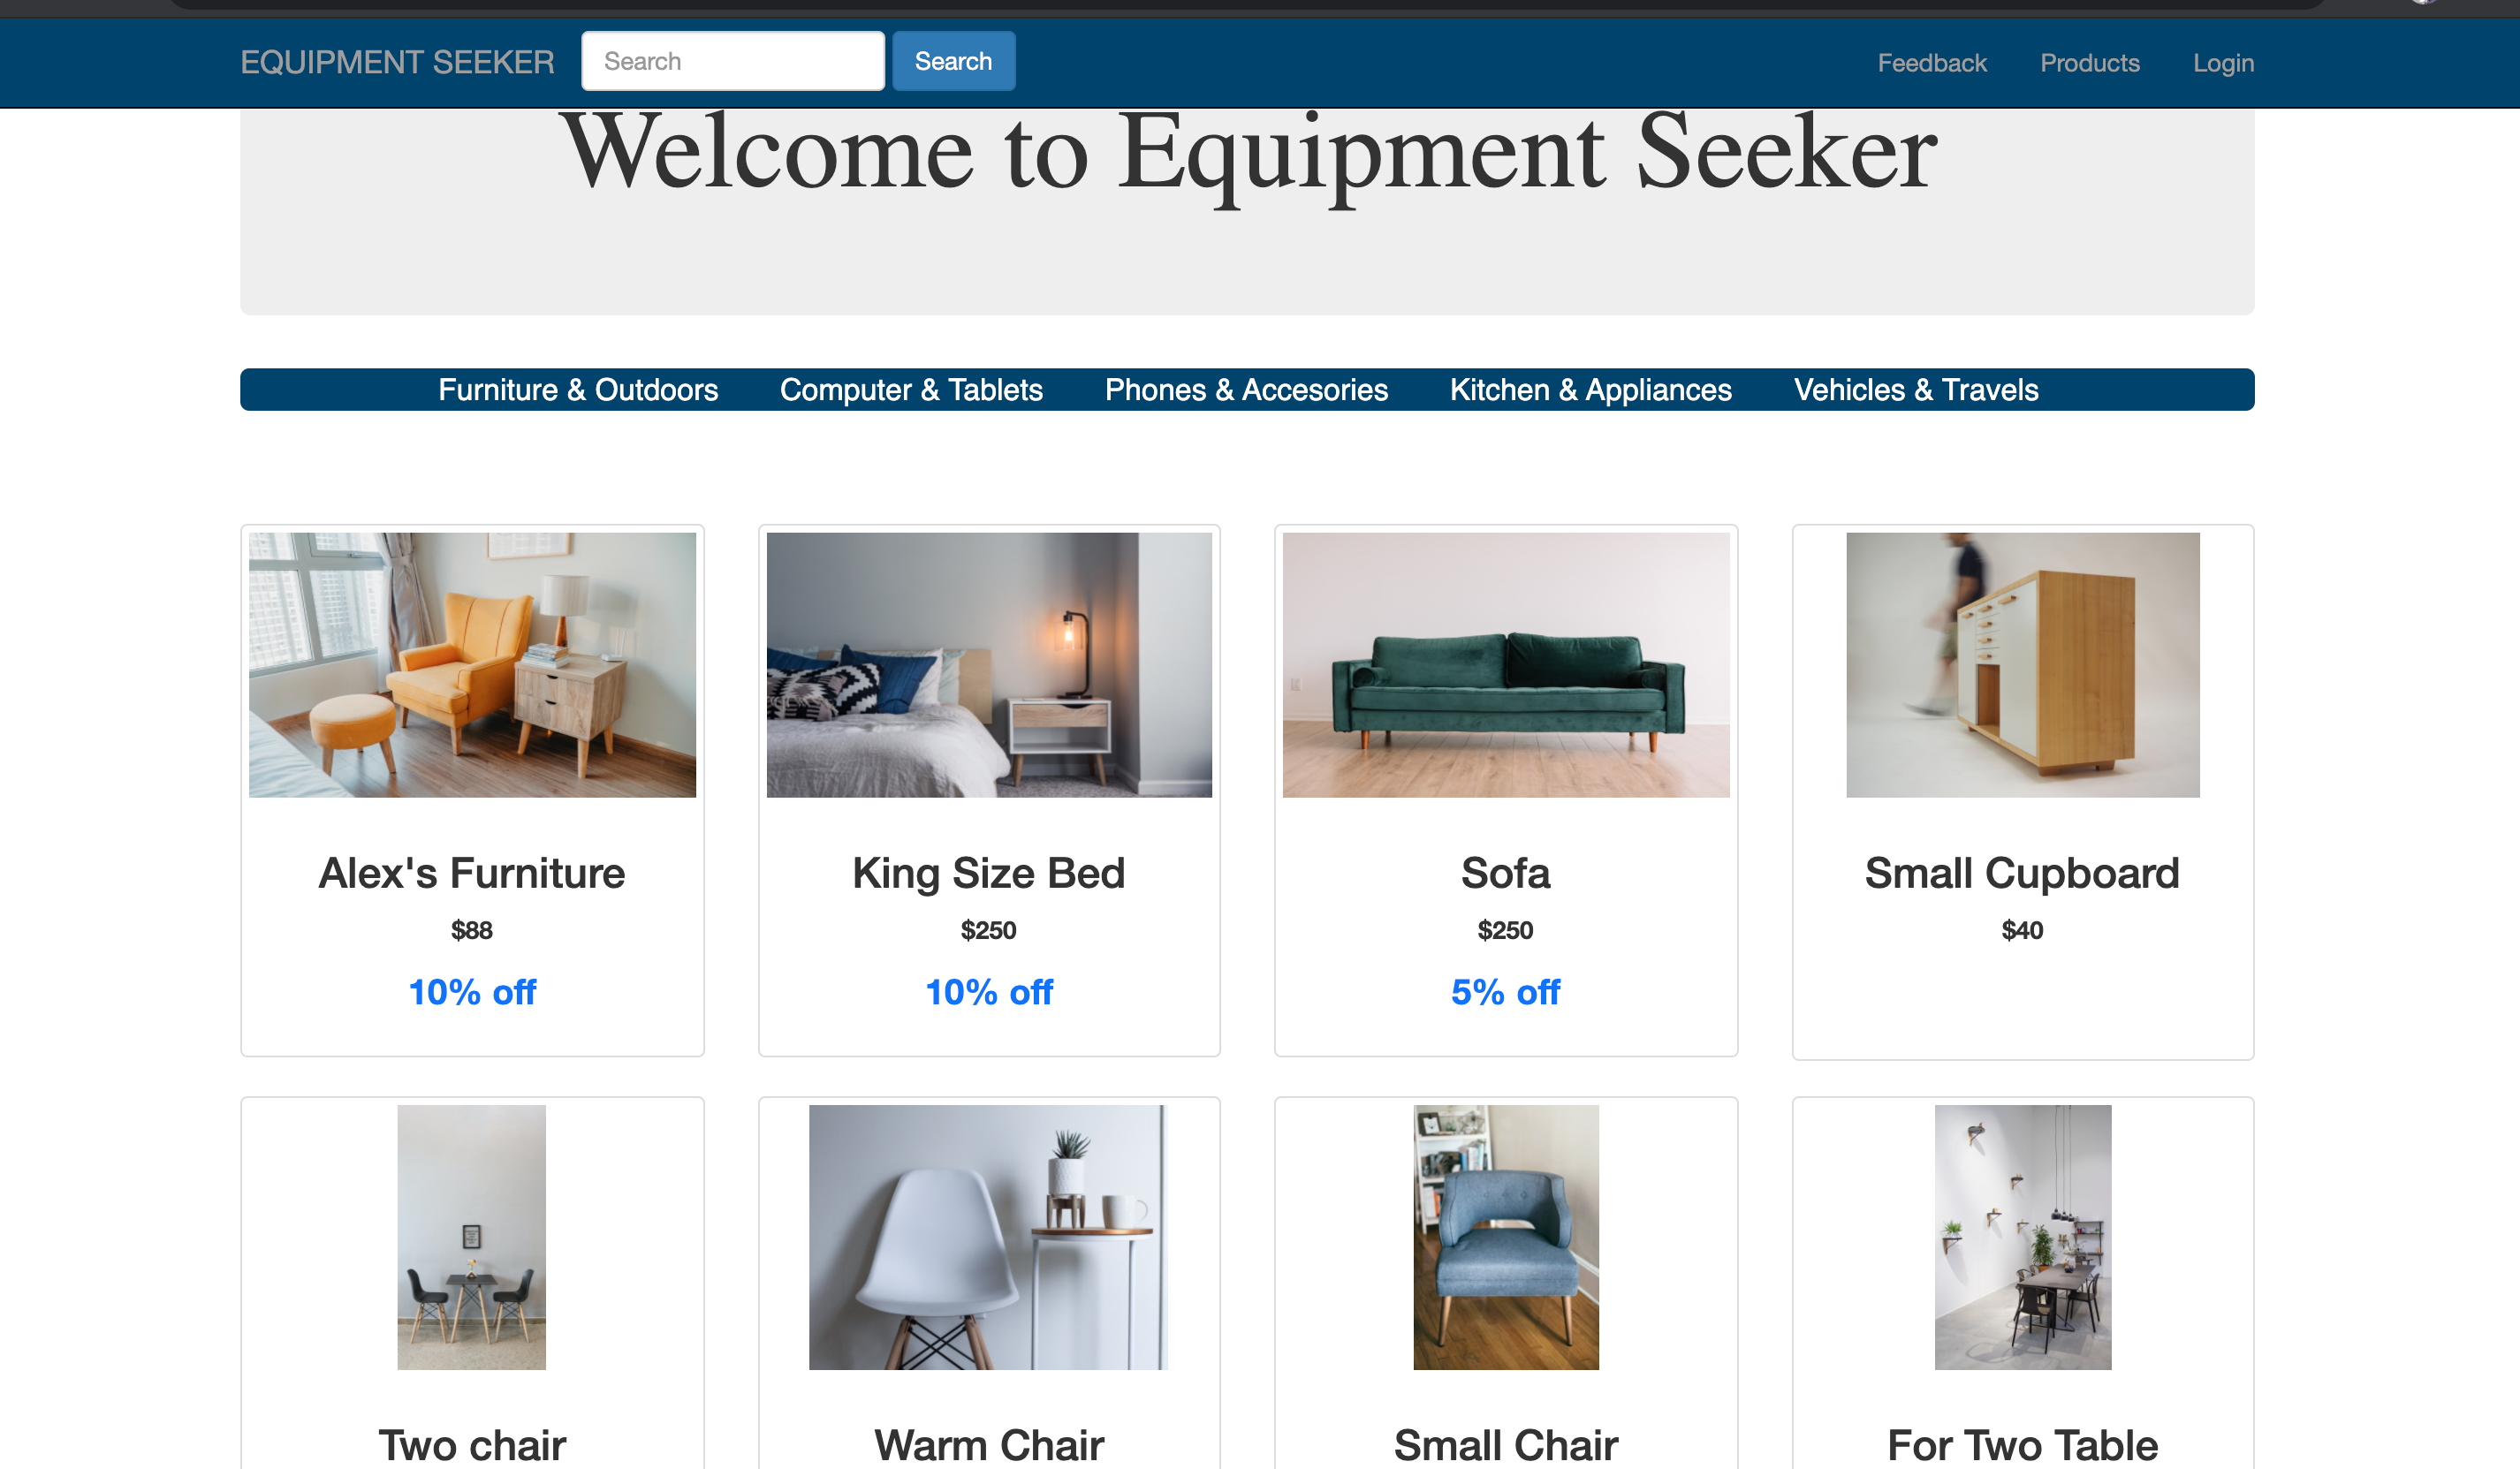 EQUIPMENT SEEKER Search Search Feedback Products Login
Welcome to Equipment Seeker
Furniture & Outdoors Computer & Tablets Phones & Accesories Kitchen & Appliances Vehicles & Travels
Alex's Furniture King Size Bed Sofa Small Cupboard
$88 $250 $250 $40
10% off 10% off 5% off
Two chair Warm Chair Small Chair For Two Table